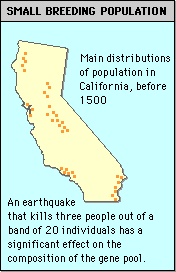 SMALL BREEDING POPULATION
Main distributions
of population in
California, before
1500
An earthquake
that kills three people out of a
band of 20 individuals has a
significant effect on the
composition of the gene pool.